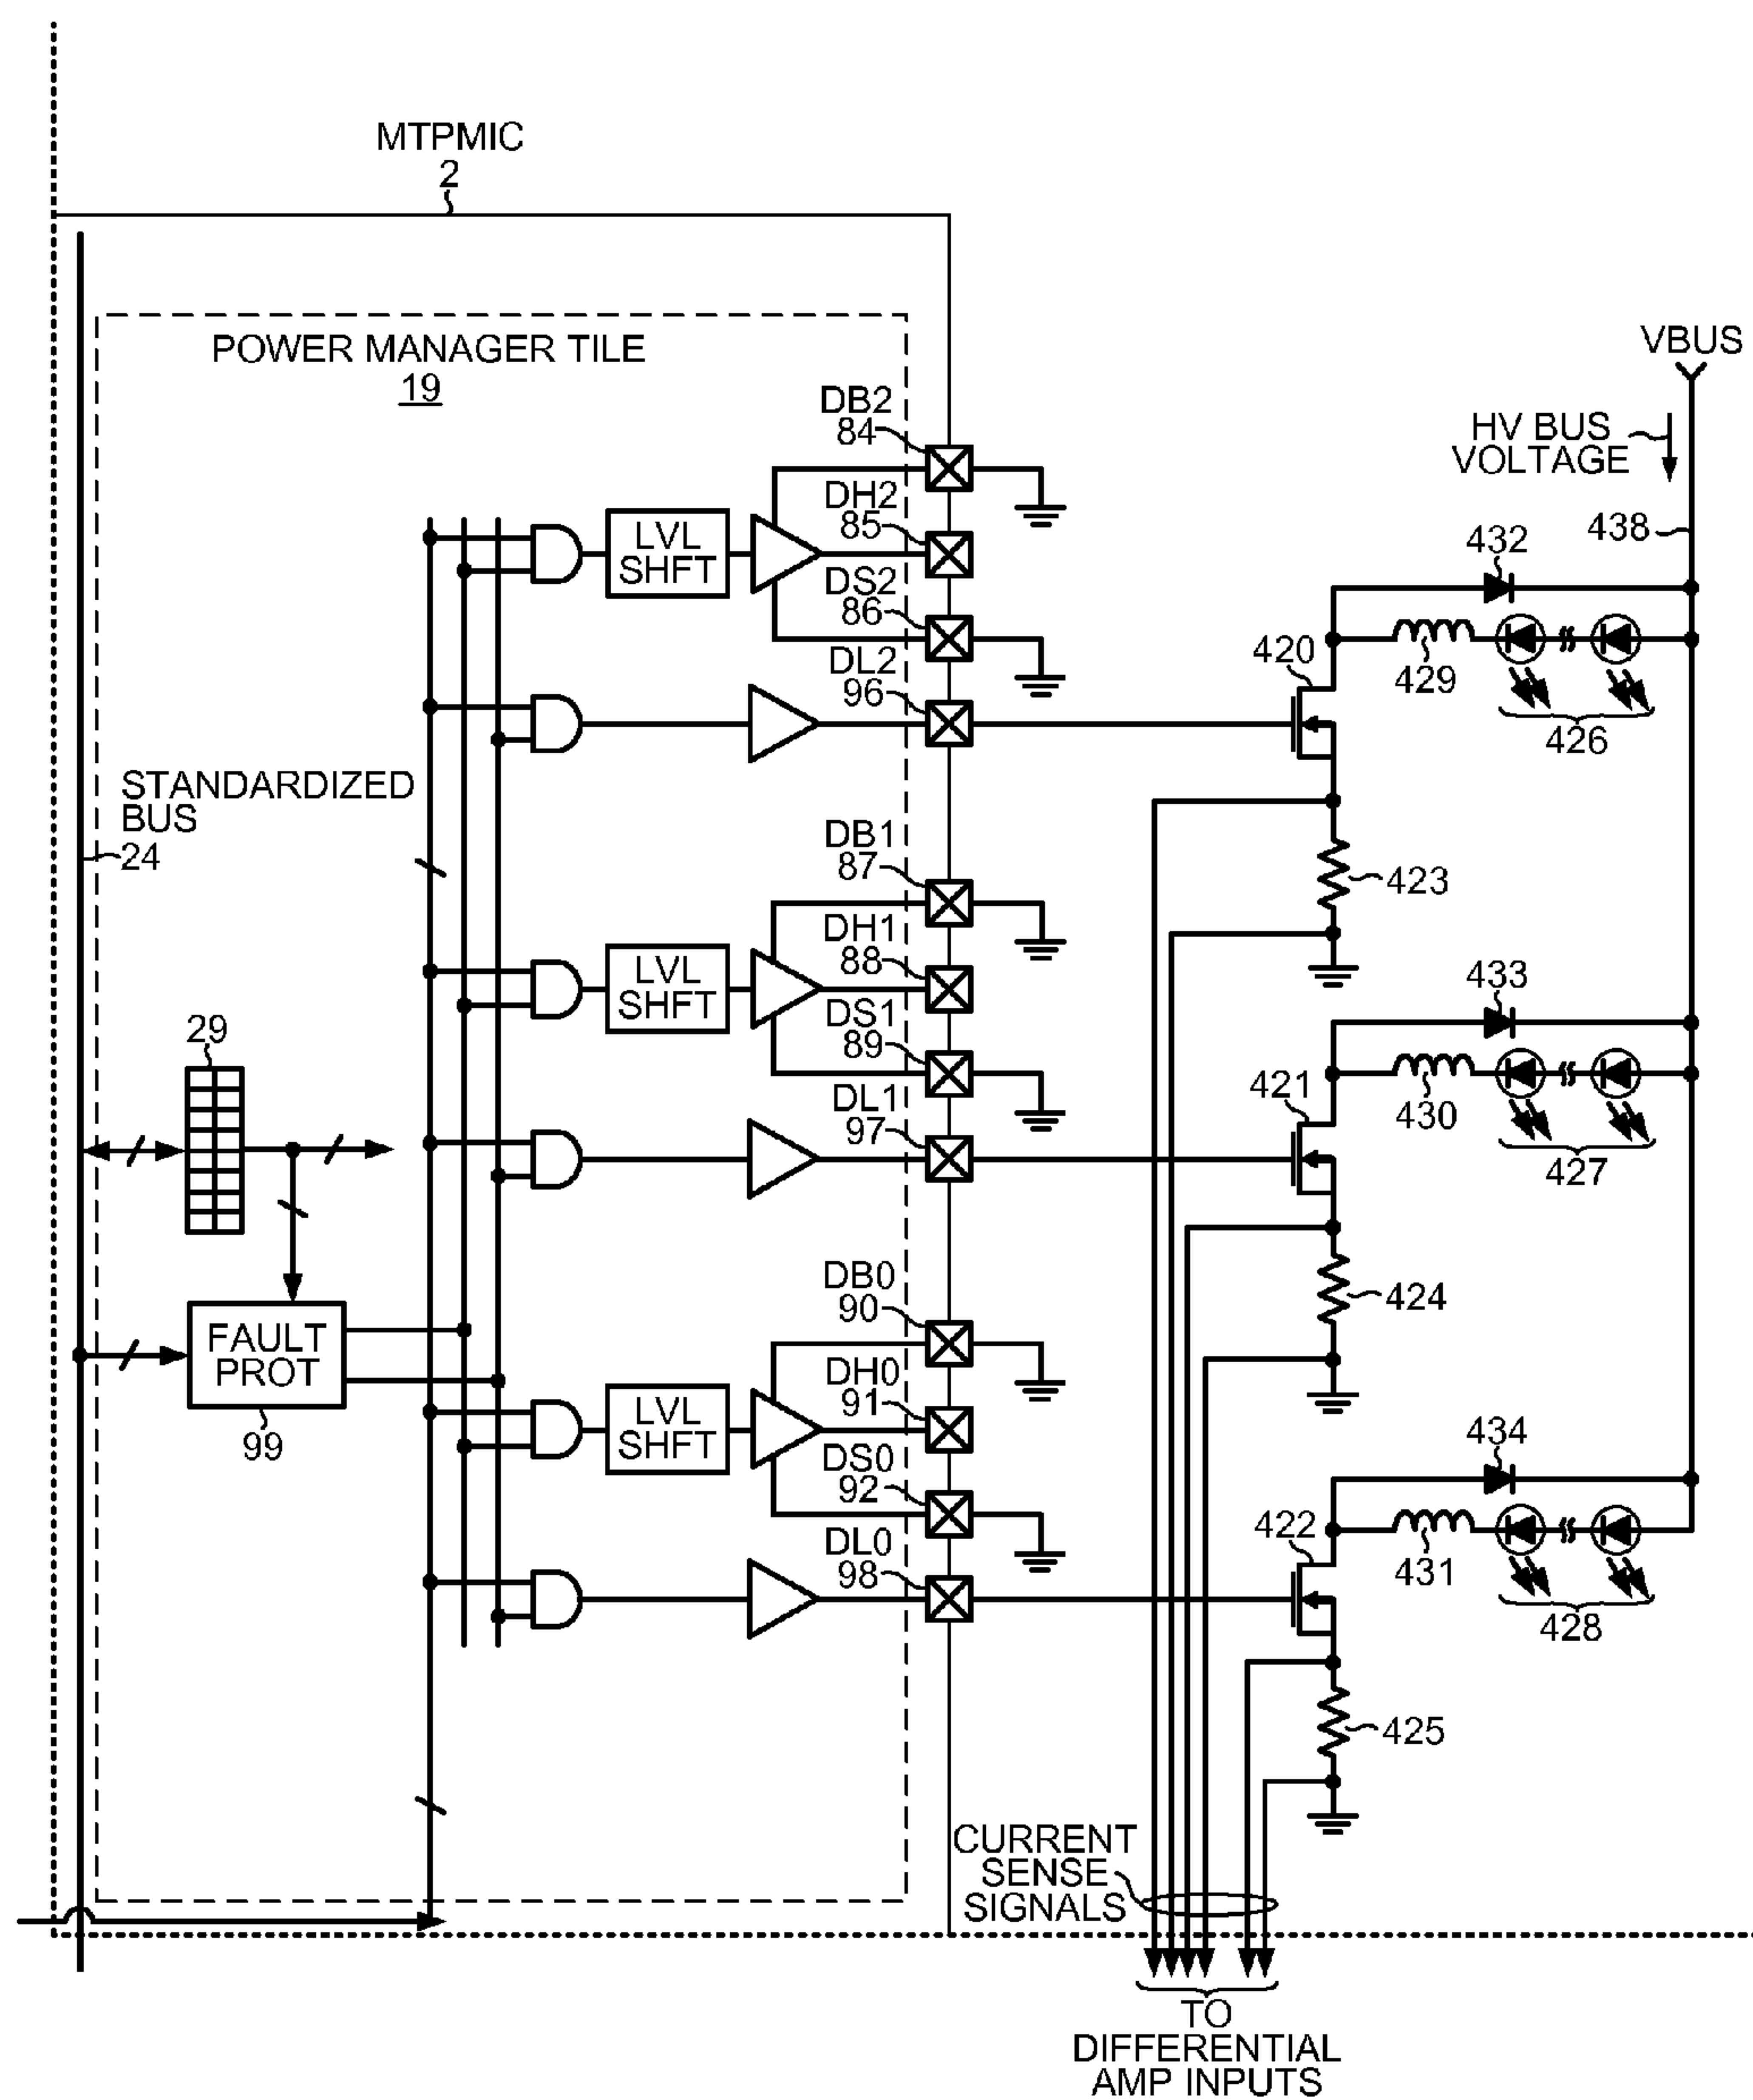 MTPMIC
2
POWER MANAGER TILE
19
VBUS
HV BUS
VOLTAGE
438
DB2
84
DH2
85
LVL
SHFT
DS2
86
432
429
426
DL2
96
420
STANDARDIZED
BUS
24
423
DB1
87
DH1
88
LVL
SHFT
DS1
89
433
430
427
29
DL1
97
421
424
DB0
90
FAULT
PROT
99
DH0
91
LVL
SHFT
DS0
92
434
431
428
DL0
98
422
425
CURRENT
SENSE
SIGNALS
TO
DIFFERENTIAL
AMP INPUTS